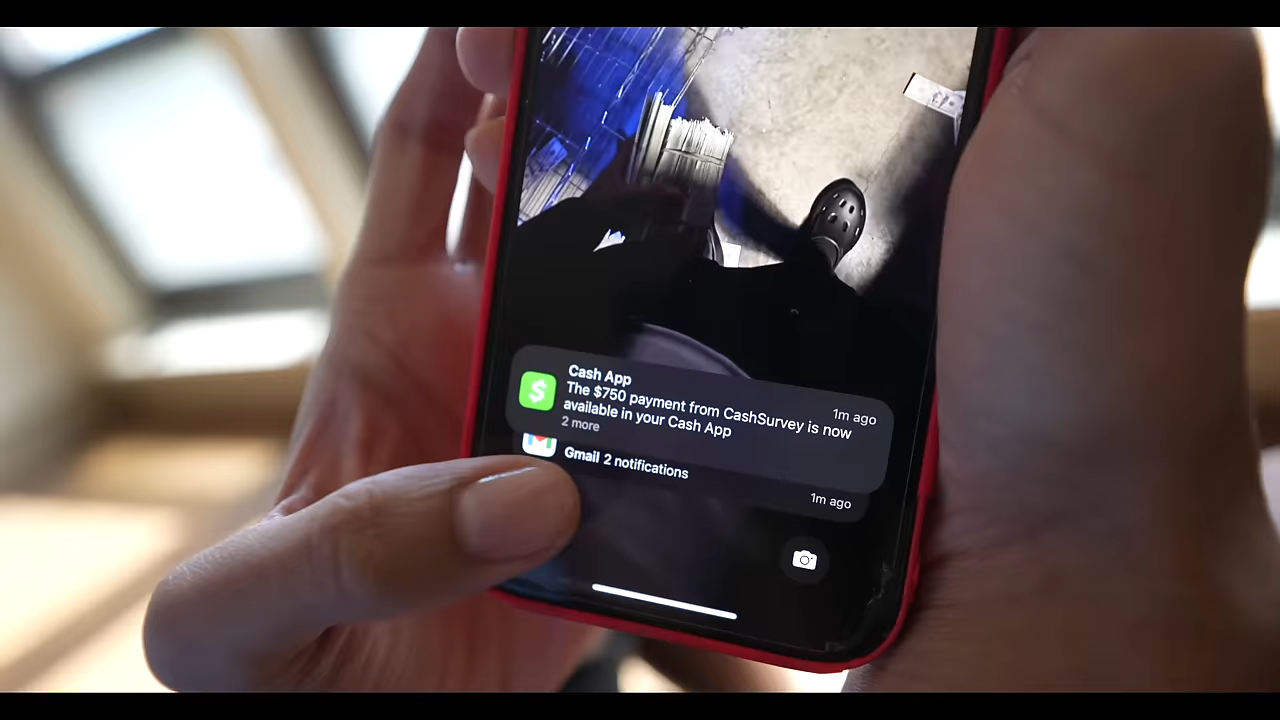 Cash App
1m ago
The $750 payment from CashSurvey is now
available in your Cash App
2 more
Gmail 2 notifications
1m ago